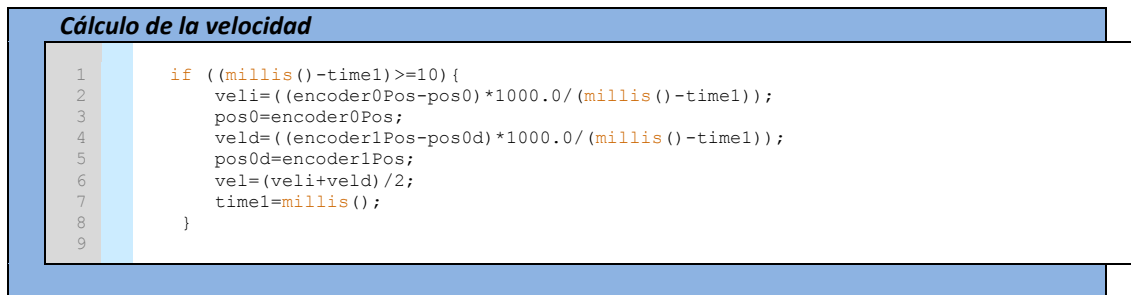 Cálculo de la velocidad
1 if ((millis()-time1)>=10){
2 veli=((encoder0Pos-pos0)*1000.0/(millis()-time1));
3 pos0=encoder0Pos;
4 veld=((encoder1Pos-pos0d)*1000.0/(millis()-time1));
5 pos0d=encoder1Pos;
6 vel=(veli+veld)/2;
7 time1=millis();
8 }
9